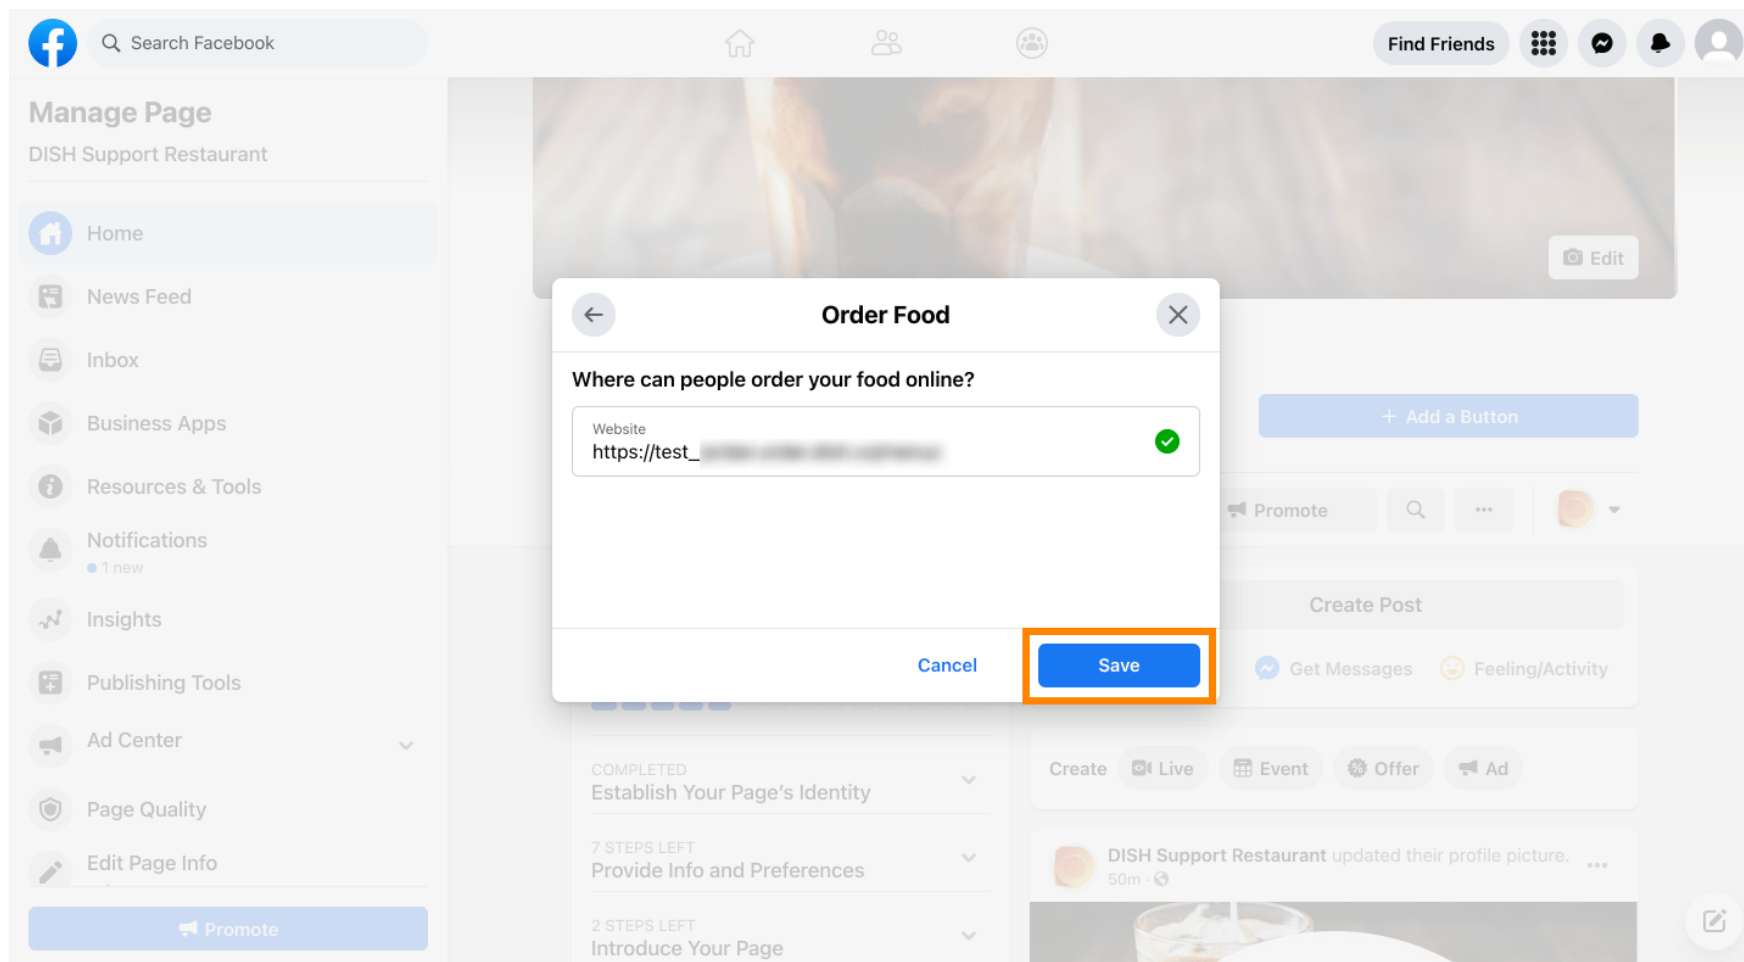 Search Facebook
Find Friends
Manage Page
DISH Support Restaurant
Home
News Feed
Inbox
Business Apps
Resources & Tools
Notifications
1 new
Insights
Publishing Tools
Ad Center
Page Quality
Edit Page Info
Promote
Edit
Order Food
Where can people order your food online?
Website
https://test_
Cancel
Save
+ Add a Button
Promote
Create Post
Get Messages
Feeling/Activity
COMPLETED
Establish Your Page's Identity
7 STEPS LEFT
Provide Info and Preferences
2 STEPS LEFT
Introduce Your Page
Create Live Event Offer Ad
DISH Support Restaurant updated their profile picture.
50m ·